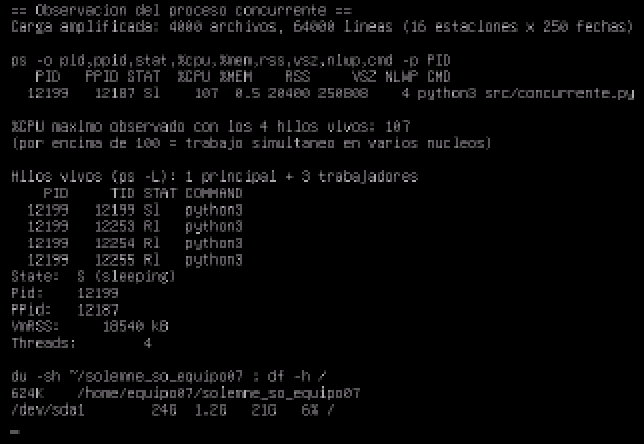 == Observacion del proceso concurrente ==
Carga amplificada: 4000 archivos, 64000 lineas (16 estaciones x 250 fechas)
ps -o pid,ppid,stat,%cpu,%mem,rss,vsz,nlwp,cmd -p PID
PID PPID STAT %CPU %MEM RSS VSZ NLWP CMD
12199 12187 Sl 107 0.5 20400 250808 4 python3 src/concurrente.py
%CPU maximo observado con los 4 hilos vivos: 107
(por encima de 100 = trabajo simultaneo en varios nucleos)
Hilos vivos (ps -L): 1 principal + 3 trabajadores
PID TID STAT COMMAND
12199 12199 Sl python3
12199 12253 Rl python3
12199 12254 Rl python3
12199 12255 Rl python3
State: S (sleeping)
Pid: 12199
PPid: 12187
VmRSS: 18540 kB
Threads: 4
du -sh ~/solemne_so_equipo07 ; df -h /
624K /home/equipo07/solemne_so_equipo07
/dev/sda1 24G 1.2G 21G 6% /